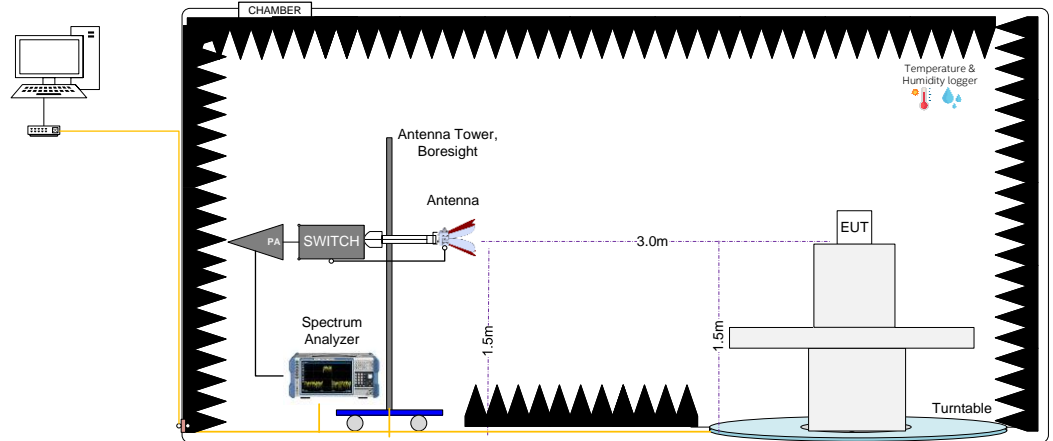 CHAMBER
Temperature &
Humidity logger
Antenna Tower,
Boresight
Antenna
PA
SWITCH
3.0m
EUT
1.5m
1.5m
Spectrum
Analyzer
Turntable